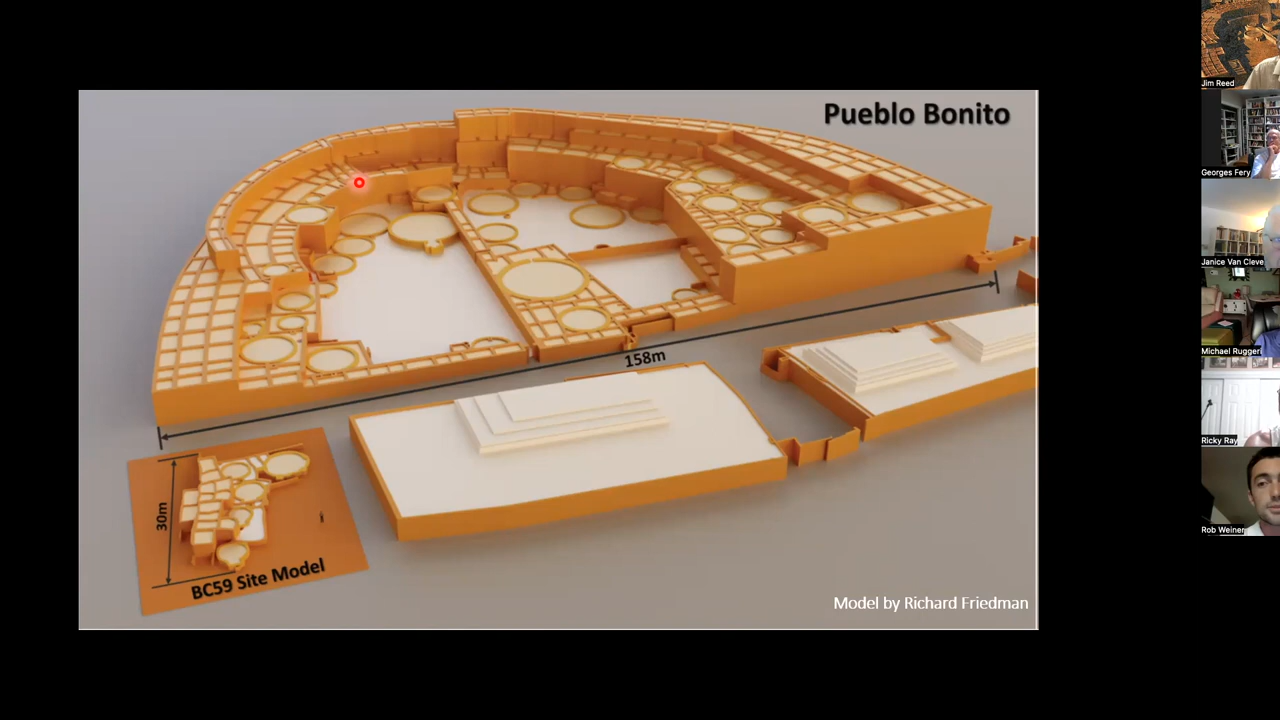 Pueblo Bonito
158m
30m
BC59 Site Model
Model by Richard Friedman
Jim Reed
Georges Fery
Janice Van Cleve
Michael Ruggeri
Ricky Ray
Rob Weiner